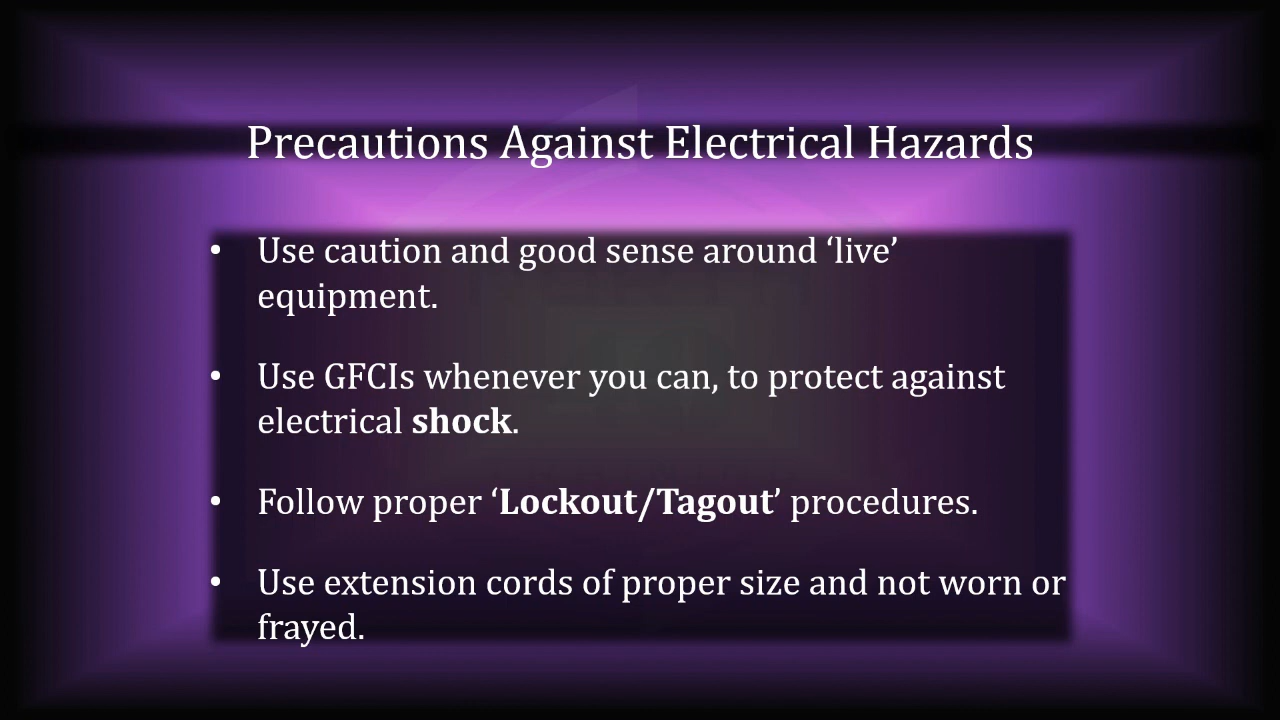 Precautions Against Electrical Hazards
• Use caution and good sense around ‘live’
equipment.
• Use GFCIs whenever you can, to protect against
electrical shock.
• Follow proper ‘Lockout/Tagout’ procedures.
• Use extension cords of proper size and not worn or
frayed.